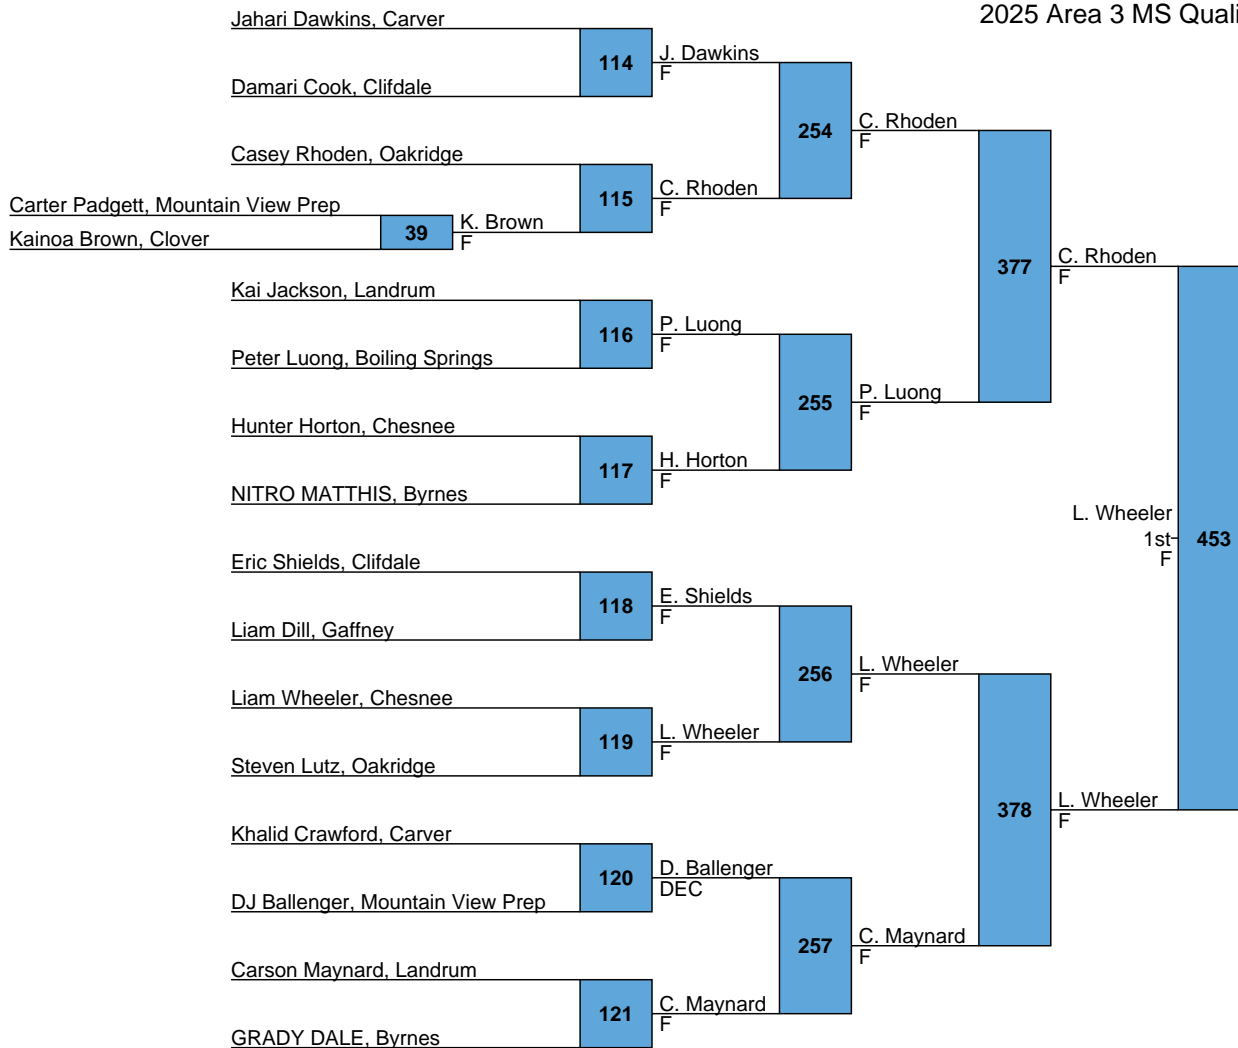 2025 Area 3 MS Quali
Jahari Dawkins, Carver
114
J. Dawkins
F
Damari Cook, Clifdale
254
C. Rhoden
F
Casey Rhoden, Oakridge
115
C. Rhoden
F
Carter Padgett, Mountain View Prep
39
K. Brown
F
Kainoa Brown, Clover
377
C. Rhoden
F
Kai Jackson, Landrum
116
P. Luong
F
Peter Luong, Boiling Springs
255
P. Luong
F
Hunter Horton, Chesnee
117
H. Horton
F
NITRO MATTHIS, Byrnes
L. Wheeler
1st
F
453
Eric Shields, Clifdale
118
E. Shields
F
Liam Dill, Gaffney
256
L. Wheeler
F
Liam Wheeler, Chesnee
119
L. Wheeler
F
Steven Lutz, Oakridge
378
L. Wheeler
F
Khalid Crawford, Carver
120
D. Ballenger
DEC
DJ Ballenger, Mountain View Prep
257
C. Maynard
F
Carson Maynard, Landrum
121
C. Maynard
F
GRADY DALE, Byrnes